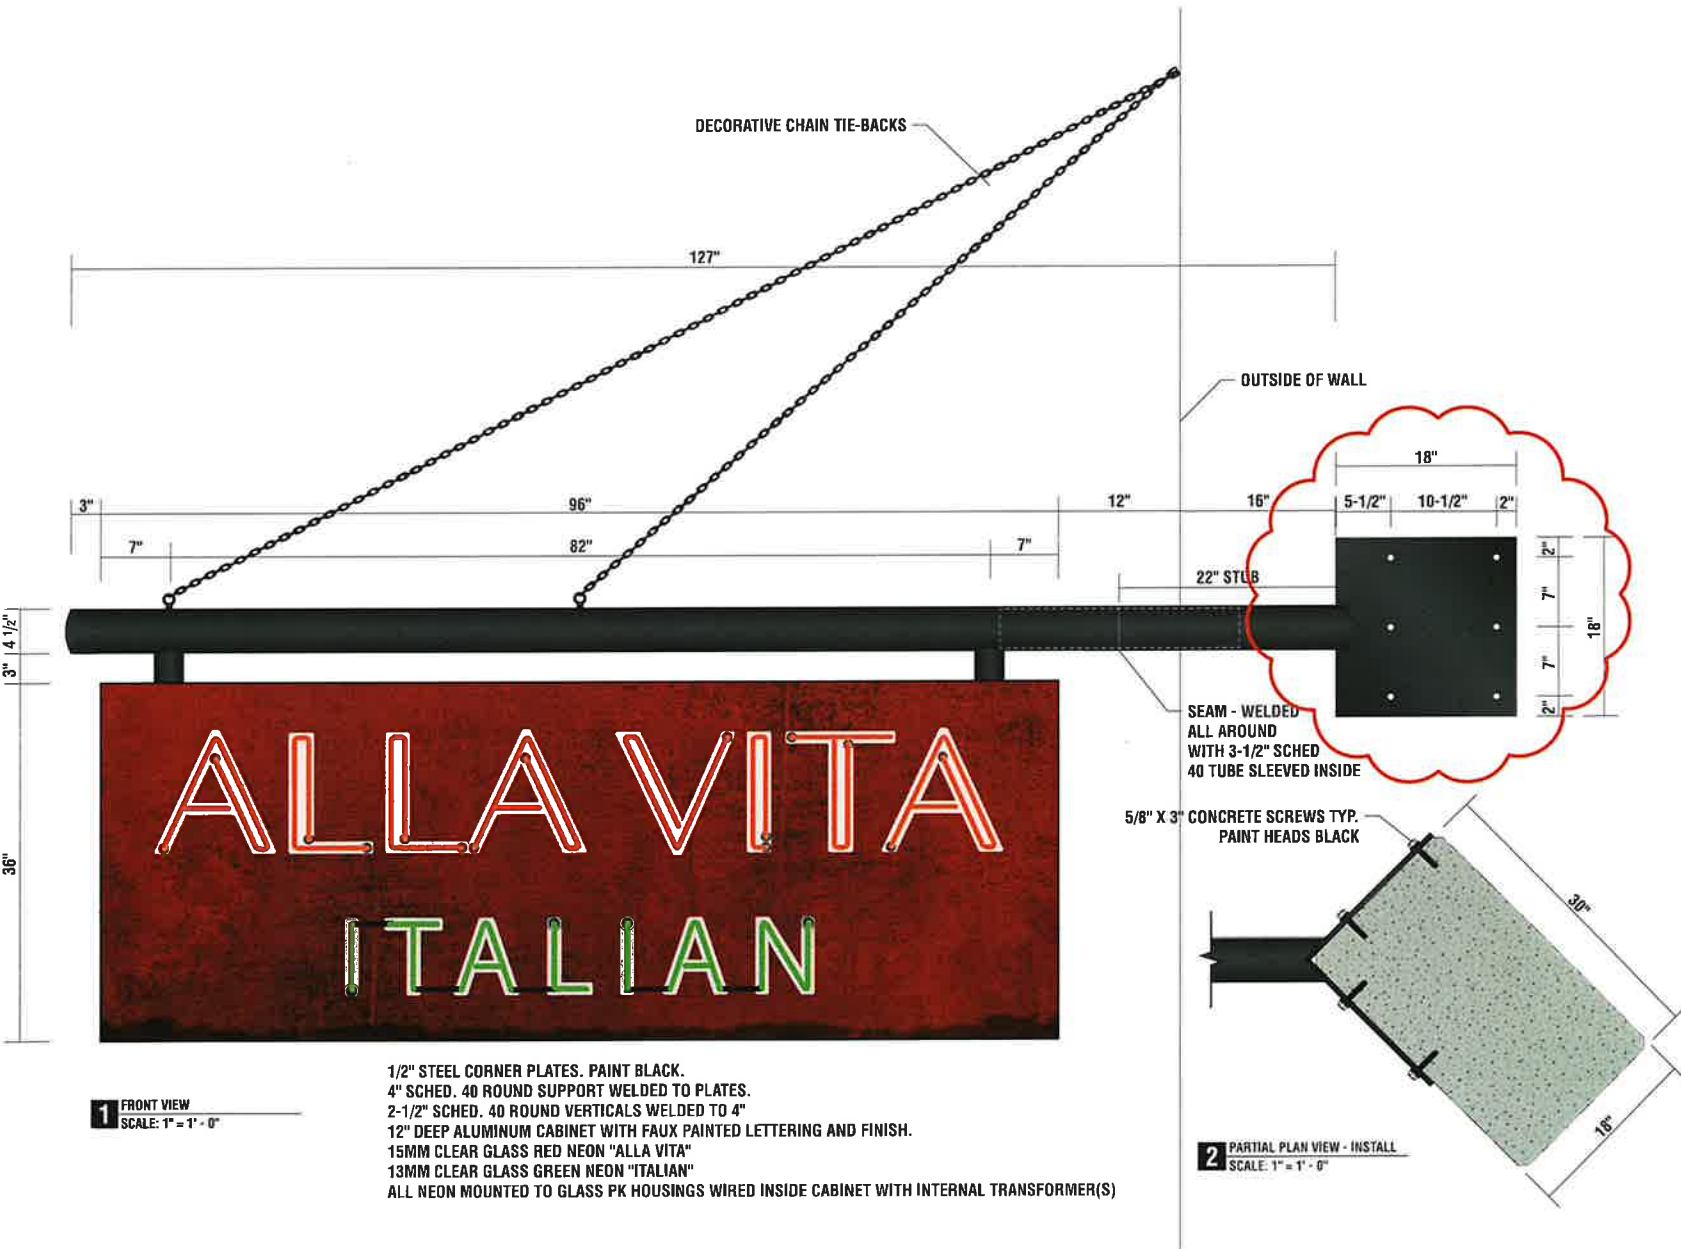 DECORATIVE CHAIN TIE-BACKS
127"
OUTSIDE OF WALL
18"
3"
96"
12"
16"
5-1/2"
10-1/2"
2"
7"
82"
7"
22" STUB
2"
7"
7"
2"
18"
4 1/2"
3"
36"
SEAM - WELDED
ALL AROUND
WITH 3-1/2" SCHED
40 TUBE SLEEVED INSIDE
ALLA VITA
ITALIAN
5/8" X 3" CONCRETE SCREWS TYP.
PAINT HEADS BLACK
30"
18"
1/2" STEEL CORNER PLATES. PAINT BLACK.
4" SCHED. 40 ROUND SUPPORT WELDED TO PLATES.
2-1/2" SCHED. 40 ROUND VERTICALS WELDED TO 4"
12" DEEP ALUMINUM CABINET WITH FAUX PAINTED LETTERING AND FINISH.
15MM CLEAR GLASS RED NEON "ALLA VITA"
13MM CLEAR GLASS GREEN NEON "ITALIAN"
ALL NEON MOUNTED TO GLASS PK HOUSINGS WIRED INSIDE CABINET WITH INTERNAL TRANSFORMER(S)
1 FRONT VIEW
SCALE: 1" = 1' - 0"
2 PARTIAL PLAN VIEW - INSTALL
SCALE: 1" = 1' - 0"